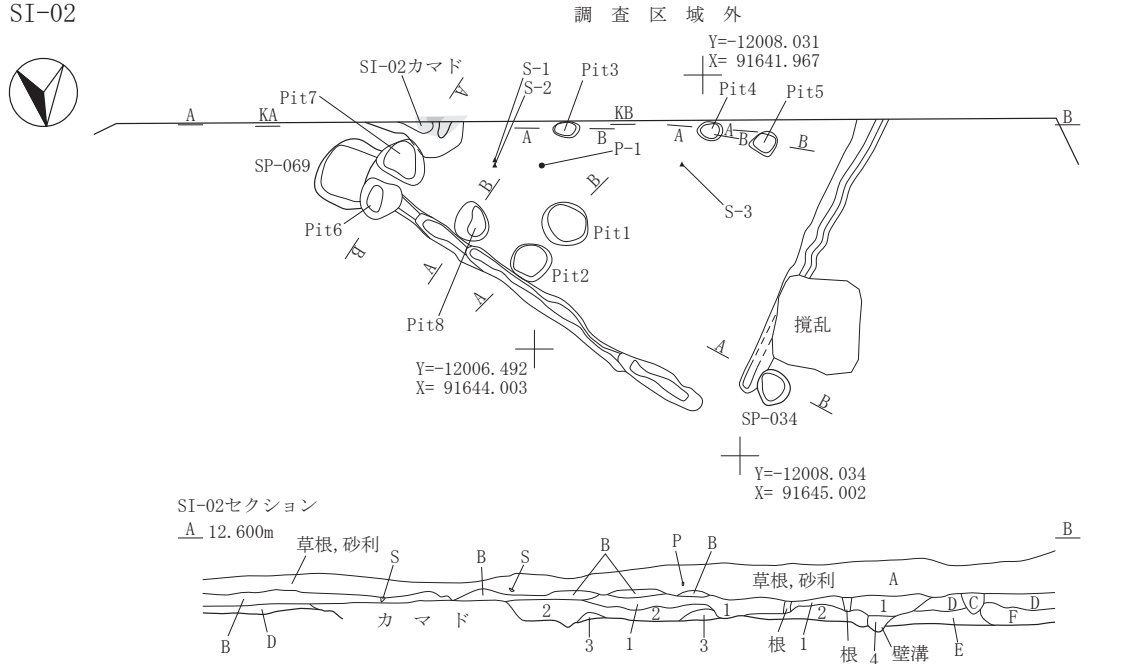 SI-02
調査区域外
Y=-12008.031
X= 91641.967
SI-02カマド
S-1
S-2
Pit3
Pit4
Pit5
Pit7
A
A
KA
KB
B
A
B
A
A
B
B
SP-069
P-1
B
B
S-3
Pit6
Pit1
B
A
Pit2
A
Pit8
撹乱
A
Y=-12006.492
X= 91644.003
B
SP-034
Y=-12008.034
X= 91645.002
SI-02セクション
A 12.600m
B
草根,砂利
S
B
S
B
P
B
草根,砂利
A
カマド
2
1
2
1
2
1
D
C
D
F
B
D
3
1
3
根
1
根
4
壁溝
E